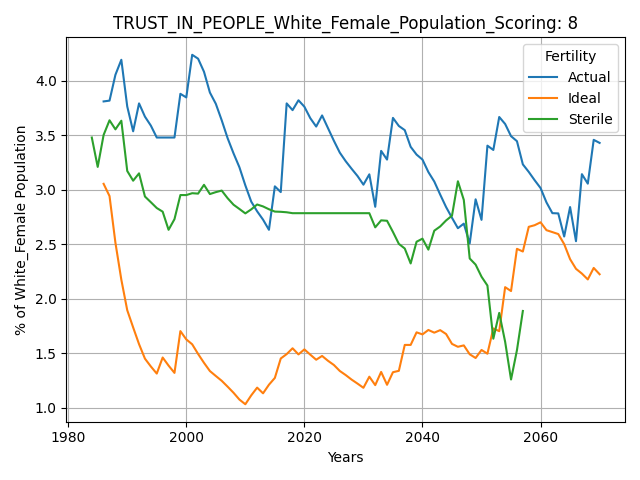 TRUST_IN_PEOPLE_White_Female_Population_Scoring: 8
Fertility
Actual
Ideal
Sterile
% of White_Female Population
4.0
3.5
3.0
2.5
2.0
1.5
1.0
1980
2000
2020
2040
2060
Years